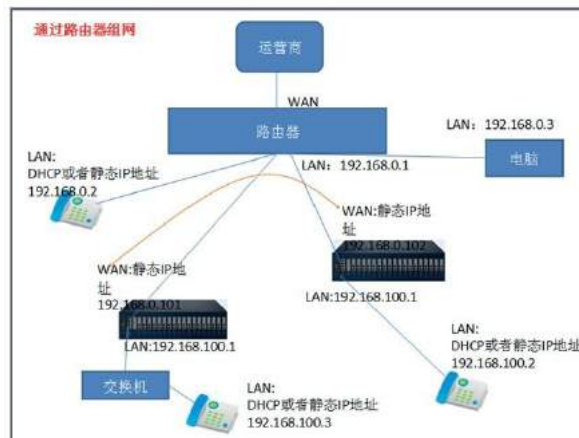 通过路由器组网
运营商
WAN
路由器
LAN：192.168.0.3
电脑
LAN：192.168.0.1
LAN:
DHCP或者静态IP地址
192.168.0.2
WAN:静态IP地
址
192.168.0.102
WAN:静态IP地
址
192.168.0.101
LAN:192.168.100.1
LAN:192.168.100.1
LAN:
DHCP或者静态IP地址
192.168.100.2
交换机
LAN:
DHCP或者静态IP地址
192.168.100.3